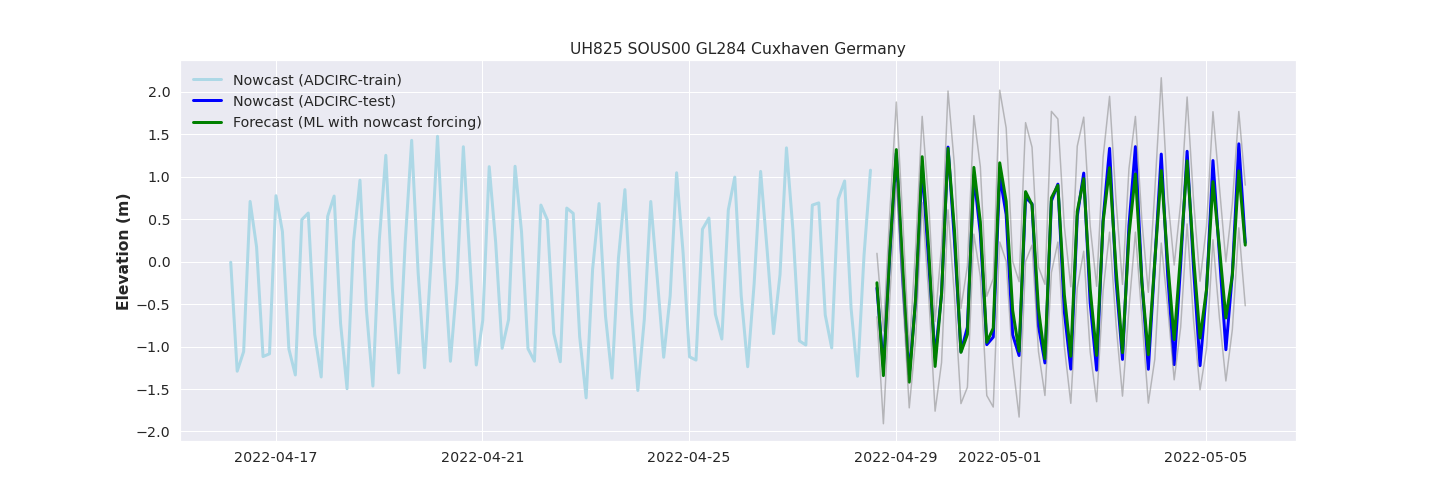 UH825 SOUS00 GL284 Cuxhaven Germany
Nowcast (ADCIRC-train)
Nowcast (ADCIRC-test)
Forecast (ML with nowcast forcing)
Elevation (m)
2.0
1.5
1.0
0.5
0.0
−0.5
−1.0
−1.5
−2.0
2022-04-17 2022-04-21 2022-04-25 2022-04-29 2022-05-01 2022-05-05